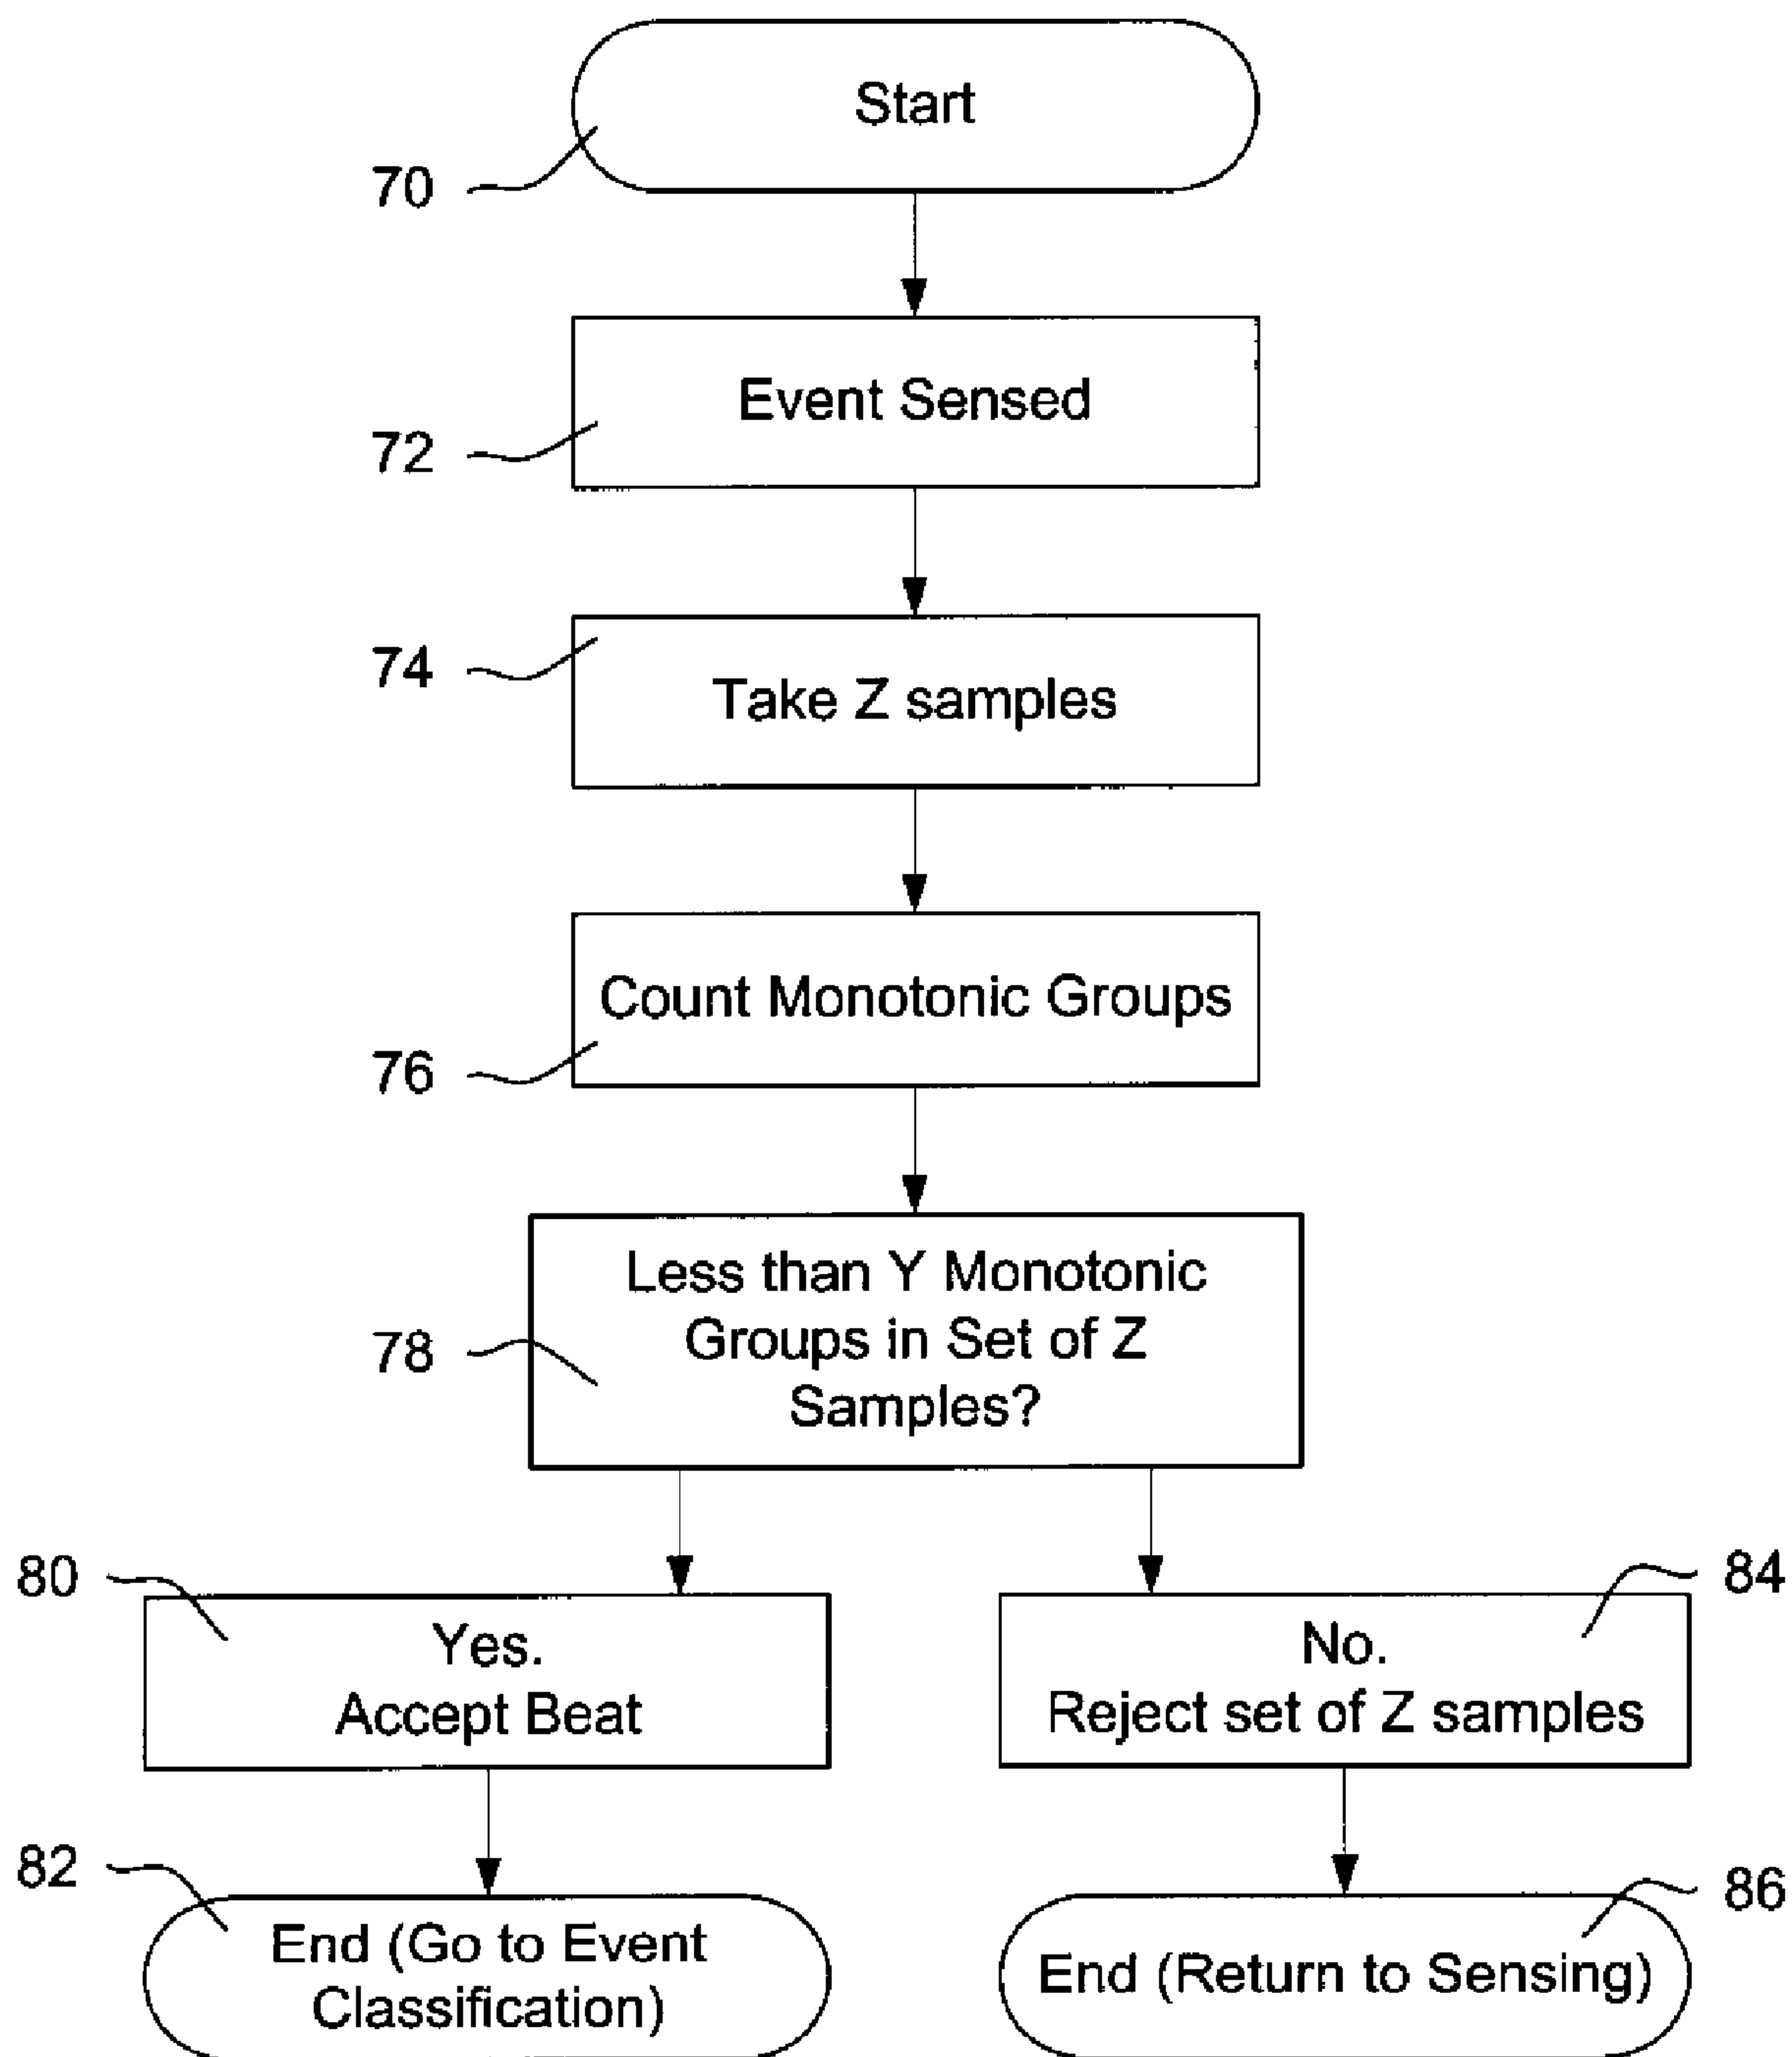 Start
70
Event Sensed
72
74
Take Z samples
Count Monotonic Groups
76
Less than Y Monotonic
Groups in Set of Z
Samples?
78
80
Yes.
Accept Beat
84
No.
Reject set of Z samples
82
End (Go to Event
Classification)
86
End (Return to Sensing)